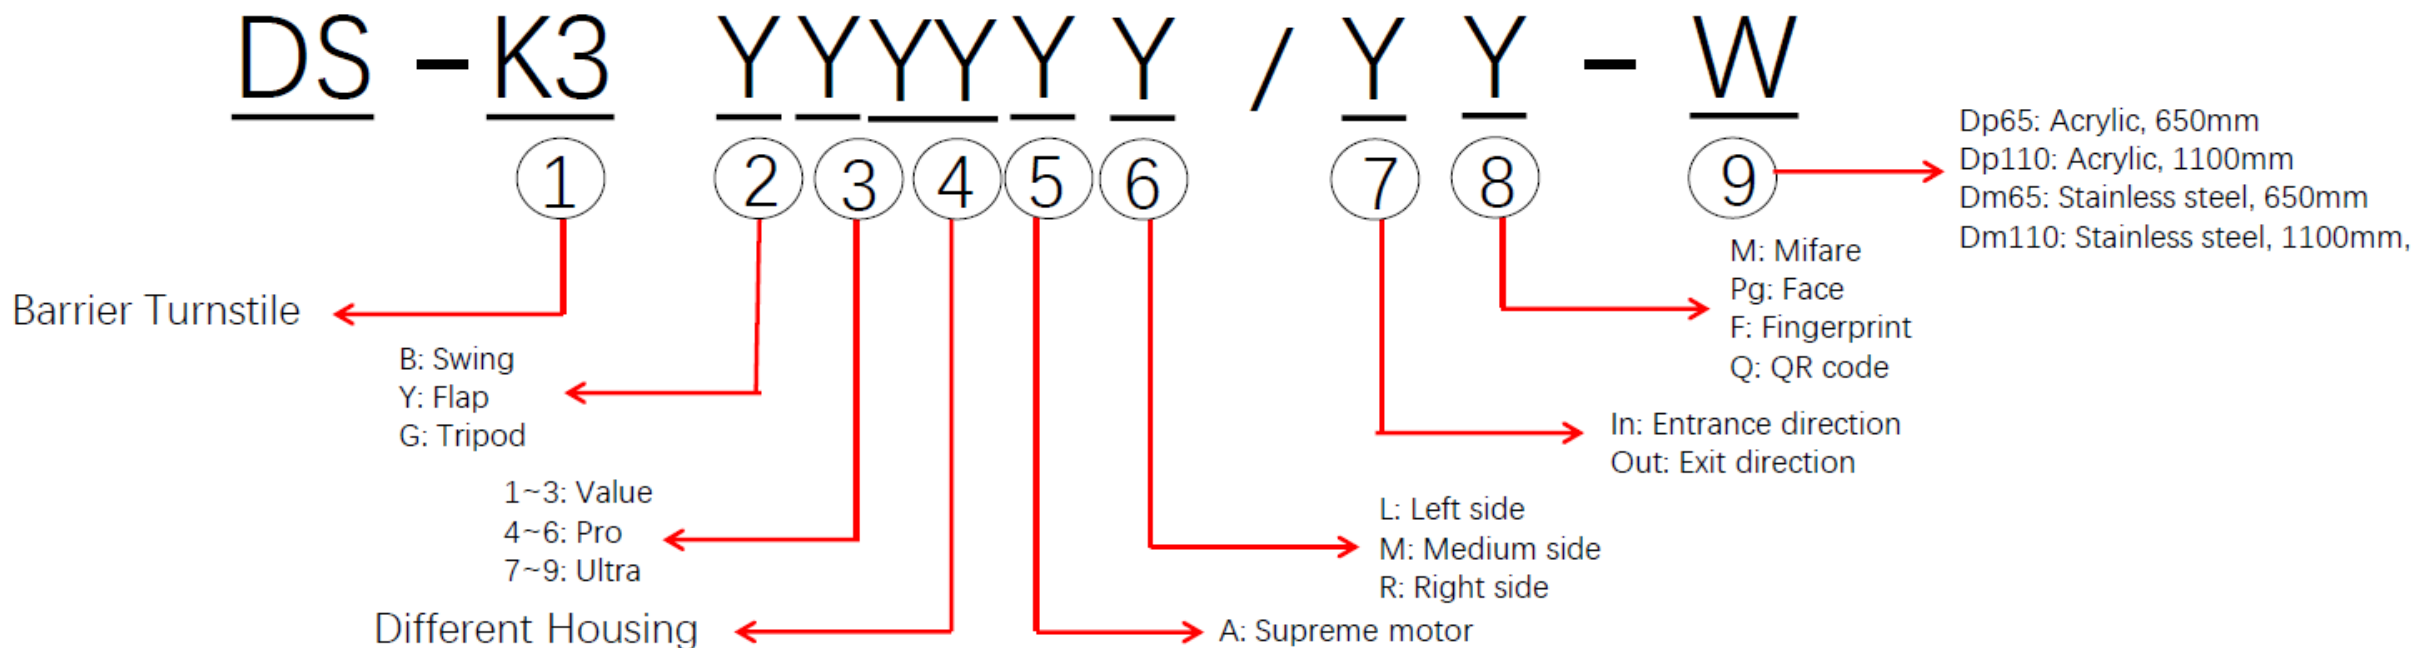 DS - K3 Y Y YY Y Y / Y Y - W
1 2 3 4 5 6 7 8 9
Dp65: Acrylic, 650mm
Dp110: Acrylic, 1100mm
Dm65: Stainless steel, 650mm
Dm110: Stainless steel, 1100mm,
M: Mifare
Pg: Face
F: Fingerprint
Q: QR code
Barrier Turnstile
B: Swing
Y: Flap
G: Tripod
In: Entrance direction
Out: Exit direction
1~3: Value
4~6: Pro
7~9: Ultra
L: Left side
M: Medium side
R: Right side
Different Housing
A: Supreme motor